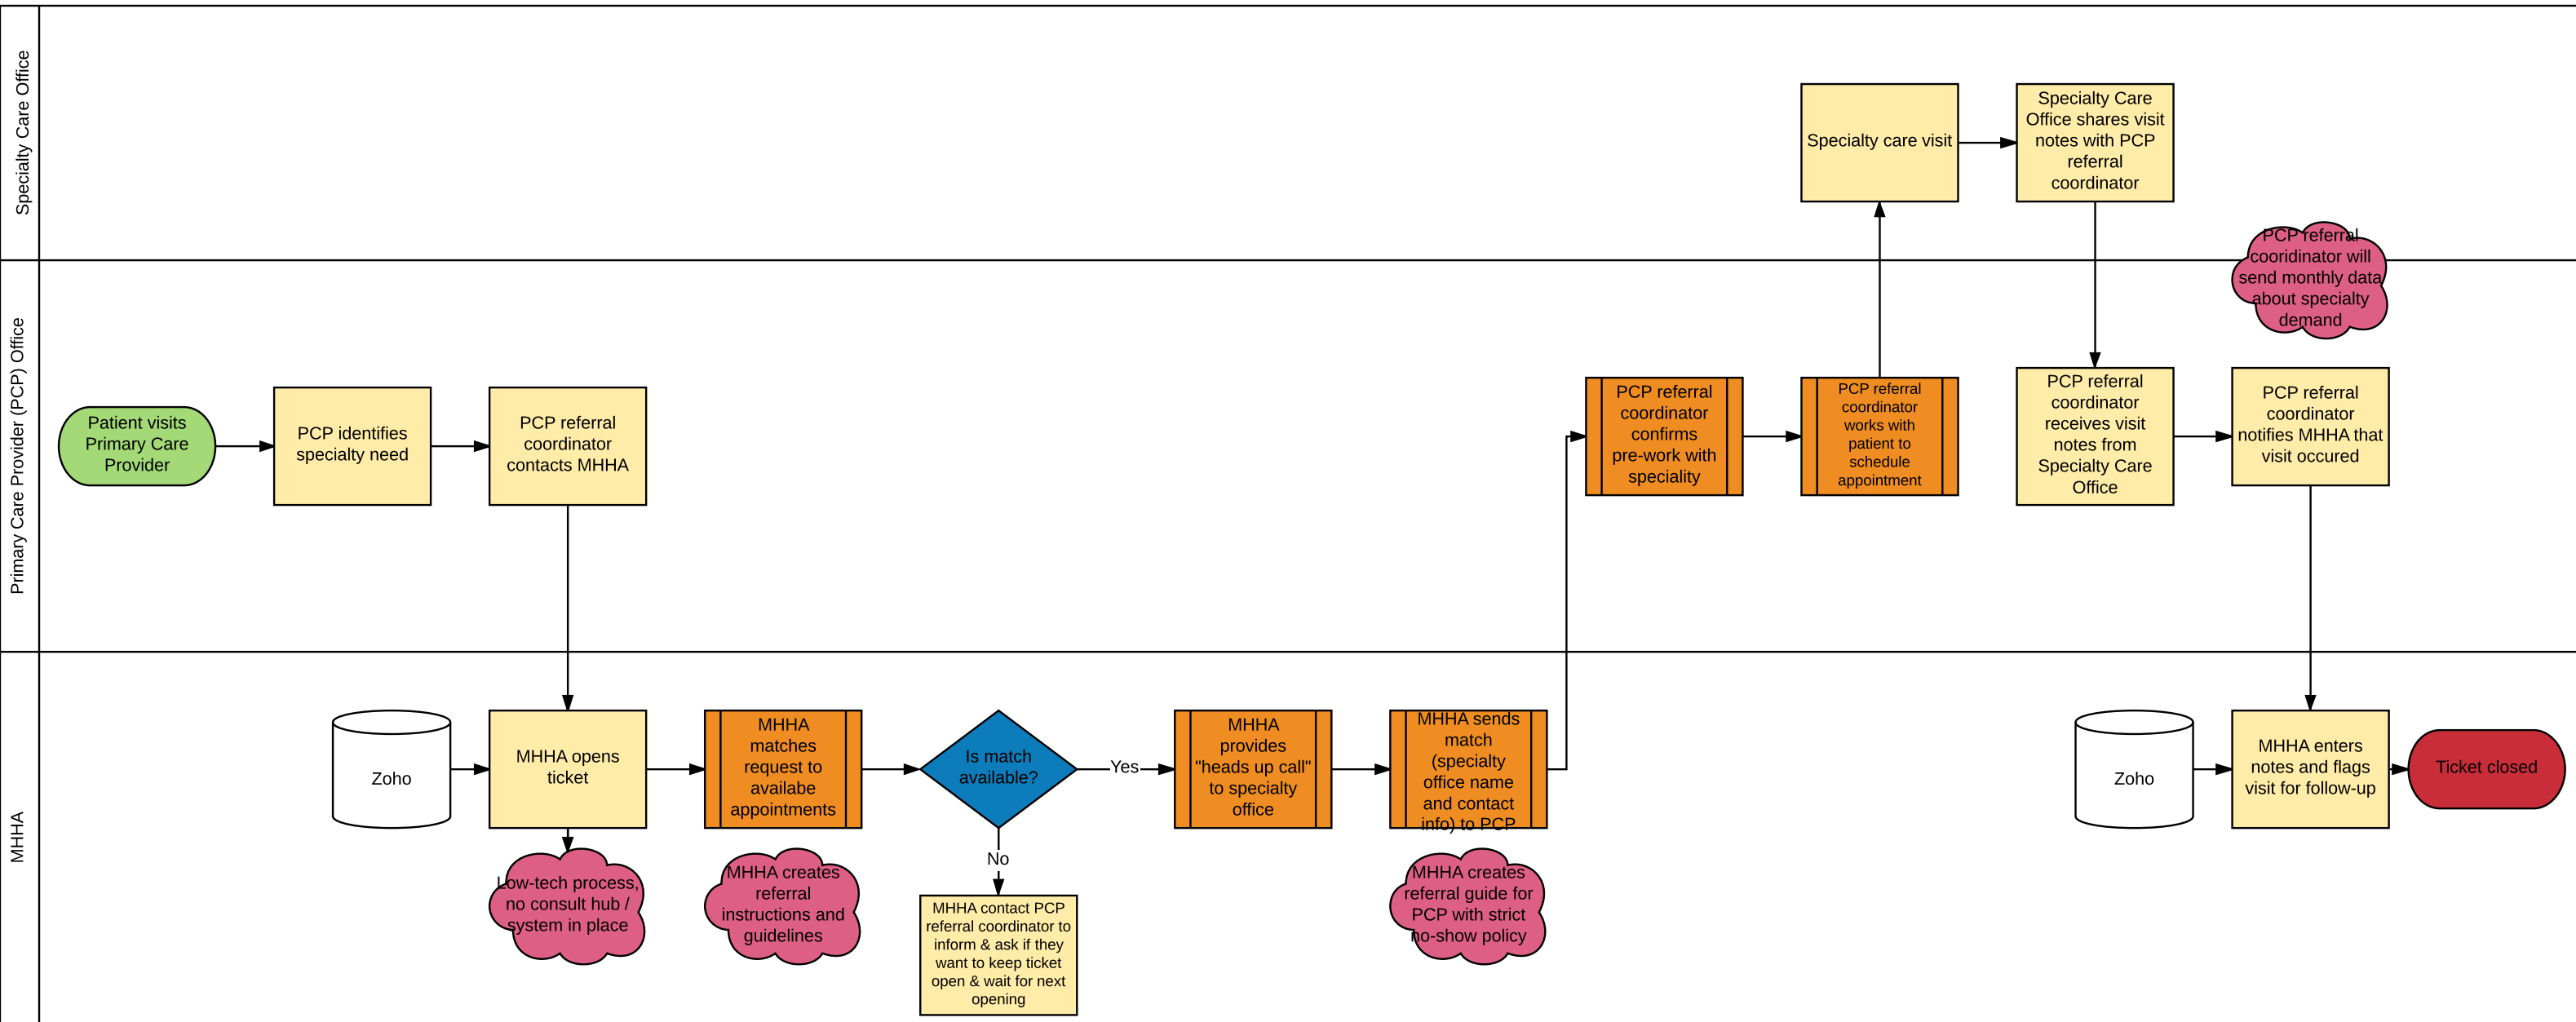 Specialty Care Office
Specialty care visit
Specialty Care
Office shares visit
notes with PCP
referral
coordinator
PCP referral
cooridinator will
send monthly data
about specialty
demand
Primary Care Provider (PCP) Office
Patient visits
Primary Care
Provider
PCP identifies
specialty need
PCP referral
coordinator
contacts MHHA
PCP referral
coordinator
confirms
pre-work with
speciality
PCP referral
coordinator
works with
patient to
schedule
appointment
PCP referral
coordinator
receives visit
notes from
Specialty Care
Office
PCP referral
coordinator
notifies MHHA that
visit occured
MHHA
Zoho
MHHA opens
ticket
MHHA
matches
request to
availabe
appointments
Is match
available?
Yes
MHHA
provides
"heads up call"
to specialty
office
MHHA sends
match
(specialty
office name
and contact
info) to PCP
Zoho
MHHA enters
notes and flags
visit for follow-up
Ticket closed
Low-tech process,
no consult hub /
system in place
MHHA creates
referral
instructions and
guidelines
No
MHHA contact PCP
referral coordinator to
inform & ask if they
want to keep ticket
open & wait for next
opening
MHHA creates
referral guide for
PCP with strict
no-show policy